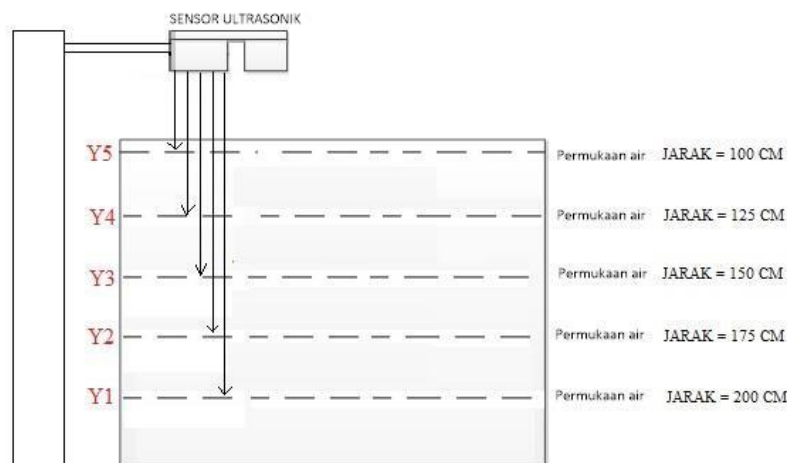 SENSOR ULTRASONIK
Y5 Permukaan air JARAK = 100 CM
Y4 Permukaan air JARAK = 125 CM
Y3 Permukaan air JARAK = 150 CM
Y2 Permukaan air JARAK = 175 CM
Y1 Permukaan air JARAK = 200 CM